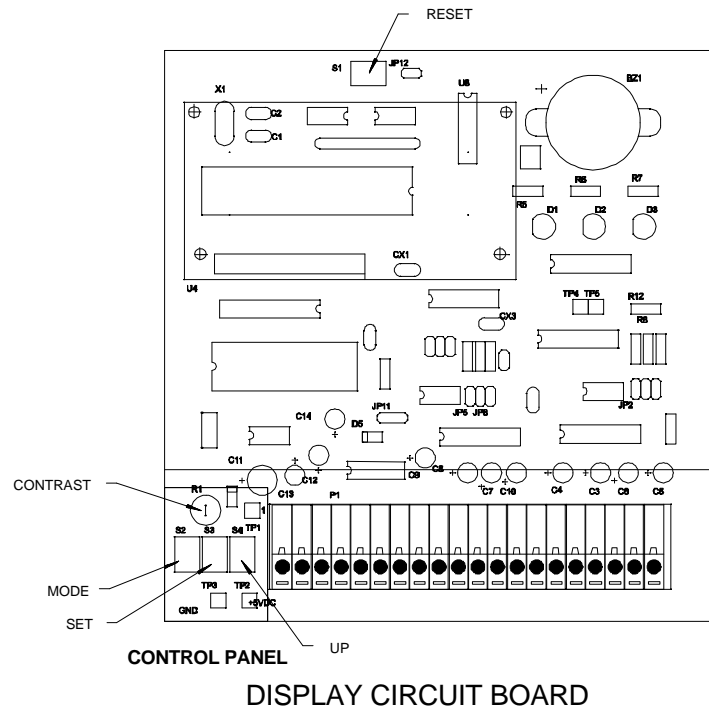 RESET
S1
JP12
U8
BZ1
X1
C2
C1
R5
R6
R7
D1
D2
D3
CX1
U4
TP4
TP5
R12
CX3
R8
C14
D5
JP11
JP5
JP8
JP2
C11
C12
C9
C8
C13
P1
C7
C10
C4
C3
C6
C5
CONTRAST
R1
1
TP1
S2
S3
S4
MODE
TP3
TP2
SET
GND
+5VDC
UP
CONTROL PANEL
DISPLAY CIRCUIT BOARD